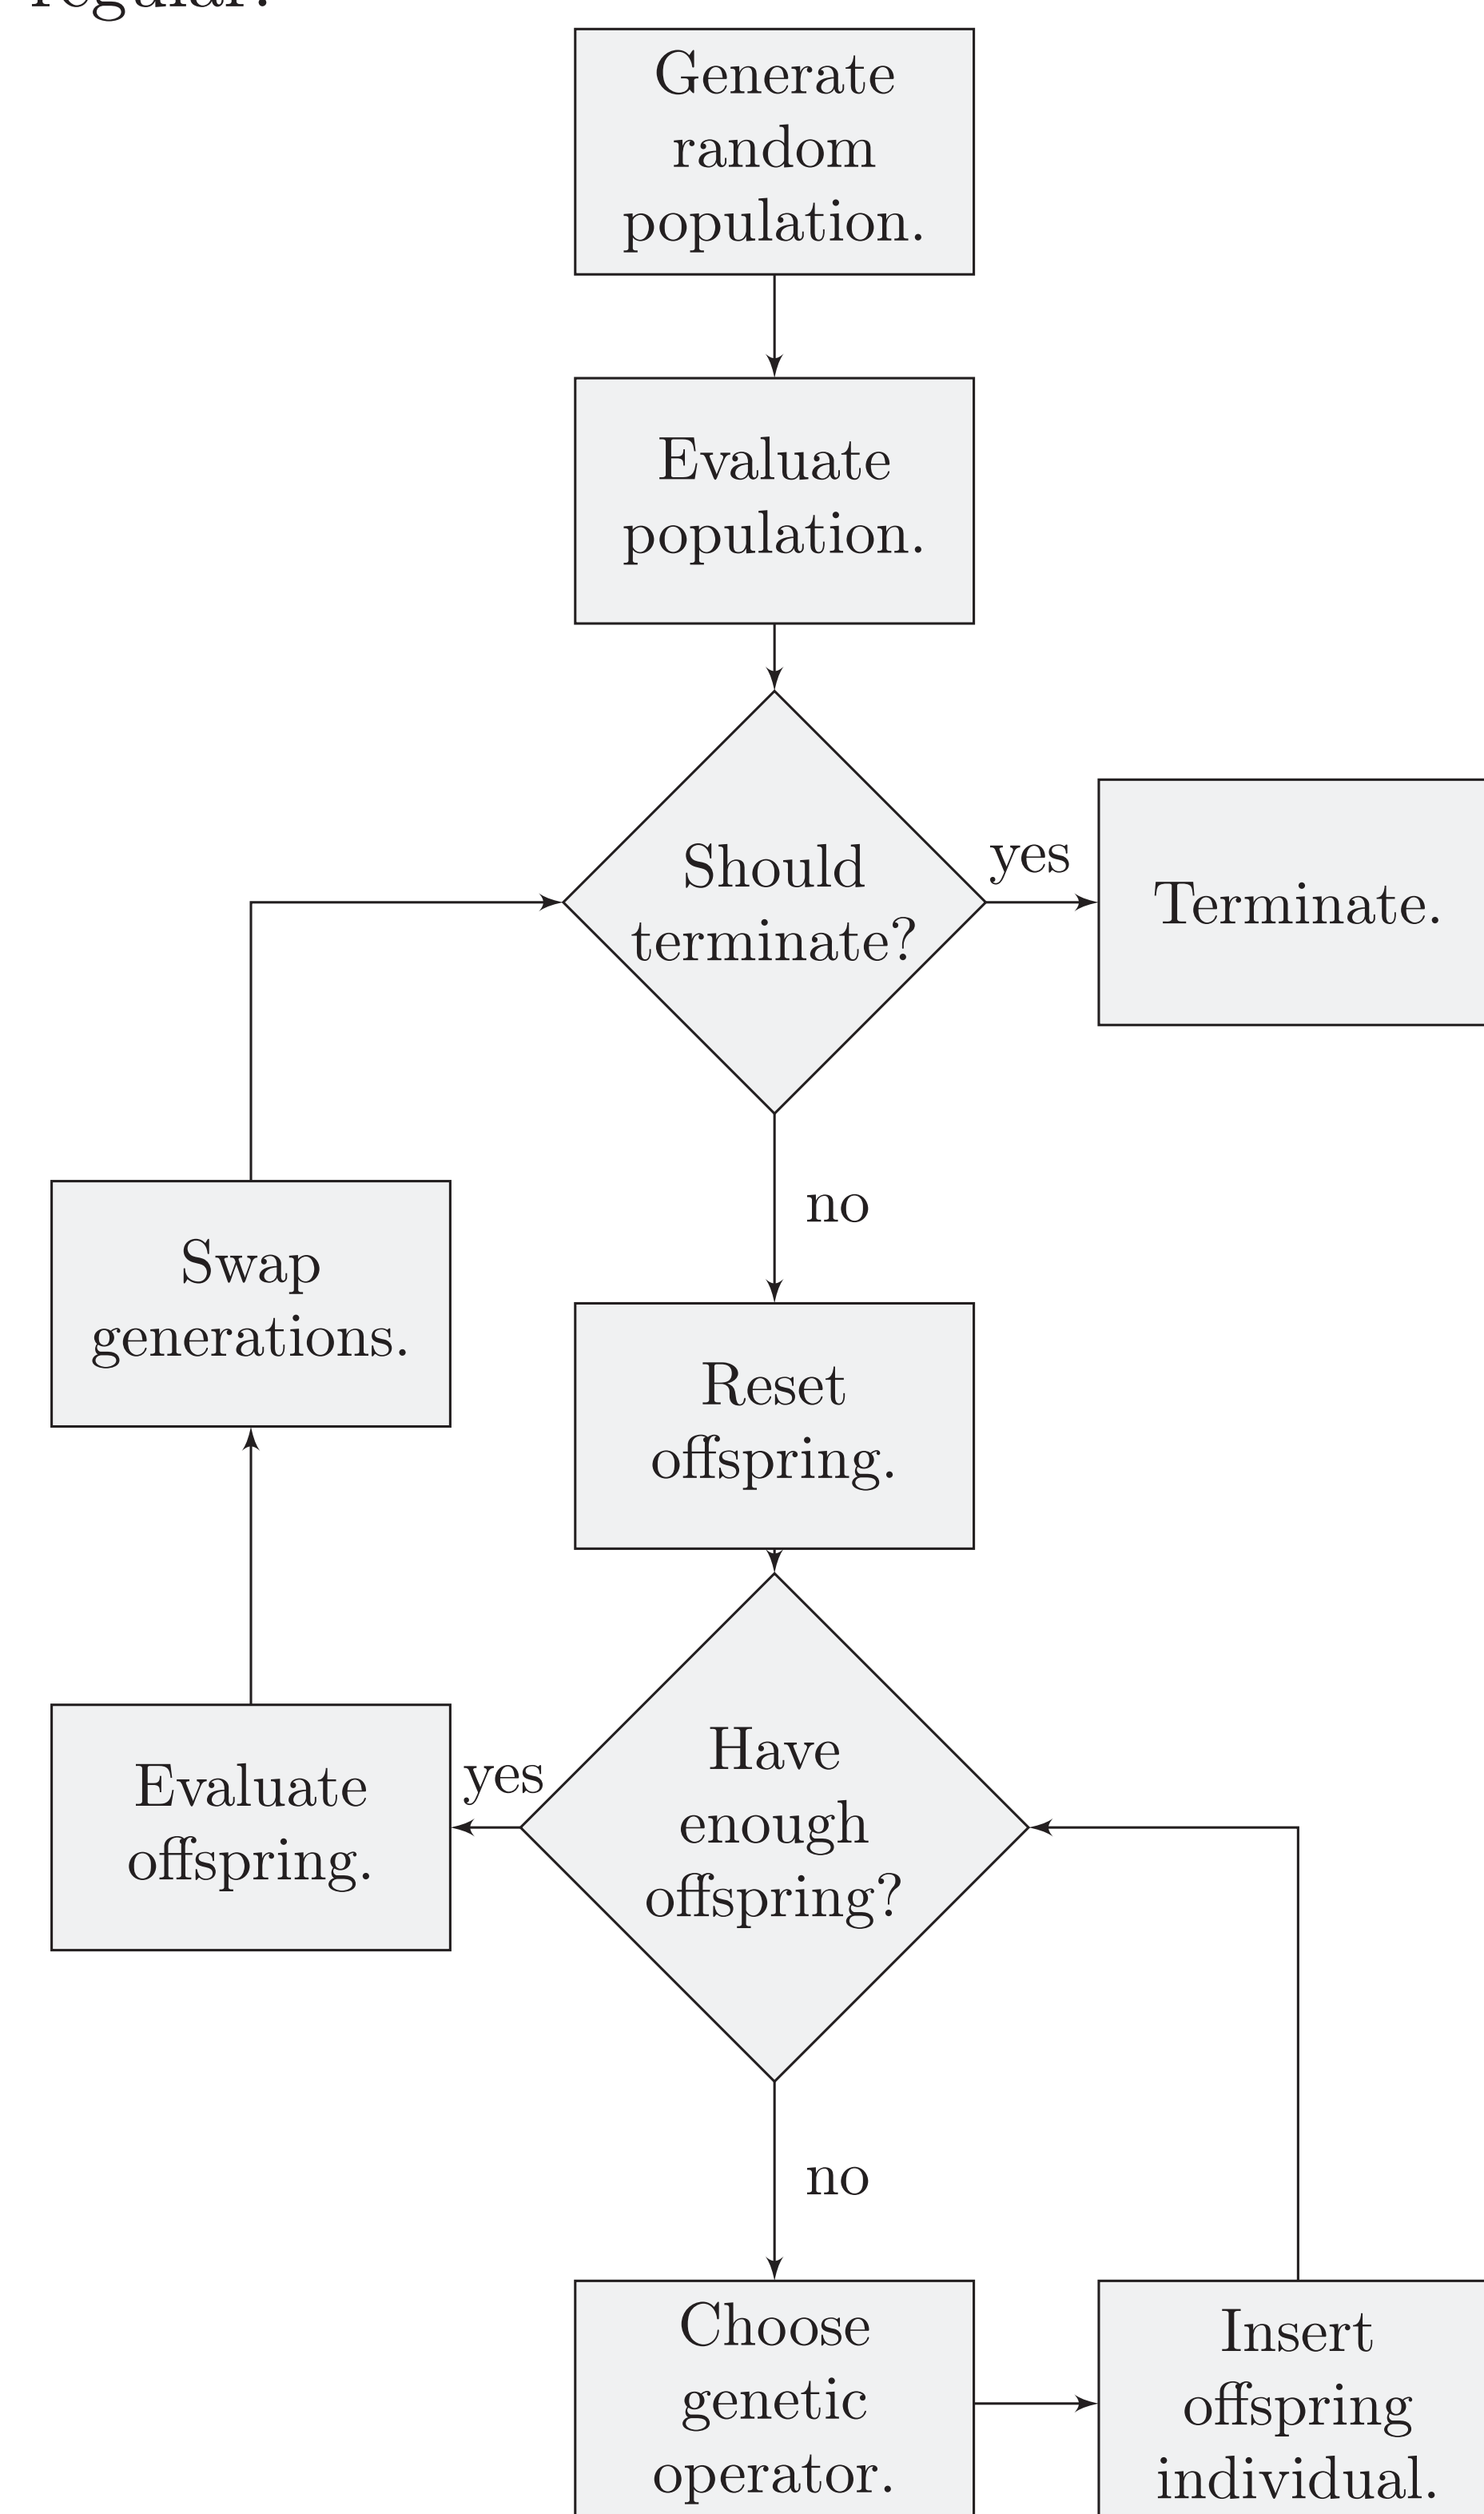 Generate
random
population.
Evaluate
population.
Should
terminate?
yes
Terminate.
no
Swap
generations.
Reset
offspring.
Have
enough
offspring?
yes
Evaluate
offspring.
no
Choose
genetic
operator.
Insert
offspring
individual.